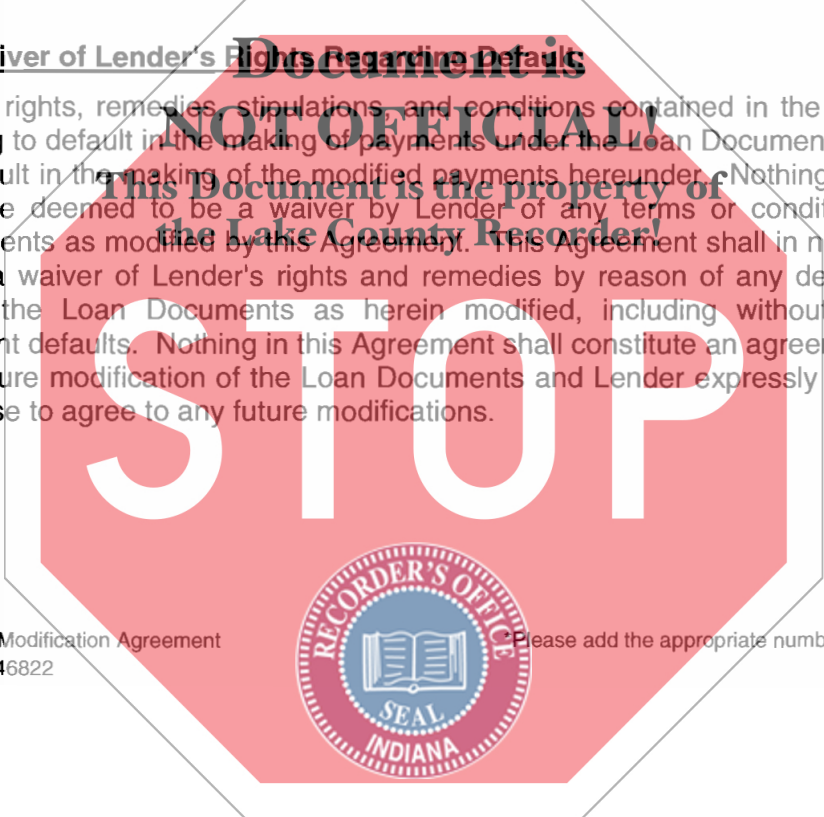 iver of Lender's Rights Regarding Default:
Document is
rights, remedies, stipulations, and conditions contained in the
NOT OFFICIAL!
to default in the making of payments under the Loan Documen
ult in the making of the modified payments hereunder. Nothing
This Document is the property of
e deemed to be a waiver by Lender of any terms or condit
the Lake County Recorder!
ents as modified by this Agreement. This Agreement shall in n
a waiver of Lender's rights and remedies by reason of any de
the Loan Documents as herein modified, including without
nt defaults. Nothing in this Agreement shall constitute an agreer
ure modification of the Loan Documents and Lender expressly
se to agree to any future modifications.
STOP
RECORDER'S OFFICE
SEAL
INDIANA
Modification Agreement
*Please add the appropriate numb
46822